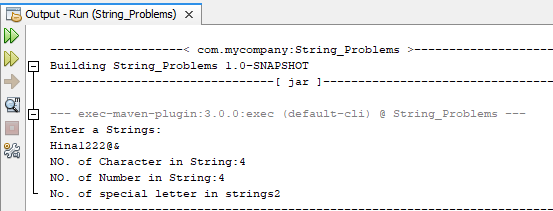 Output - Run (String_Problems) ×
-----------------< com.mycompany:String_Problems >-----------------
Building String_Problems 1.0-SNAPSHOT
-----------------------------[ jar ]-----------------------------
--- exec-maven-plugin:3.0.0:exec (default-cli) @ String_Problems ---
Enter a Strings:
Hina1222@&
NO. of Character in String:4
NO. of Number in String:4
No. of special letter in strings2